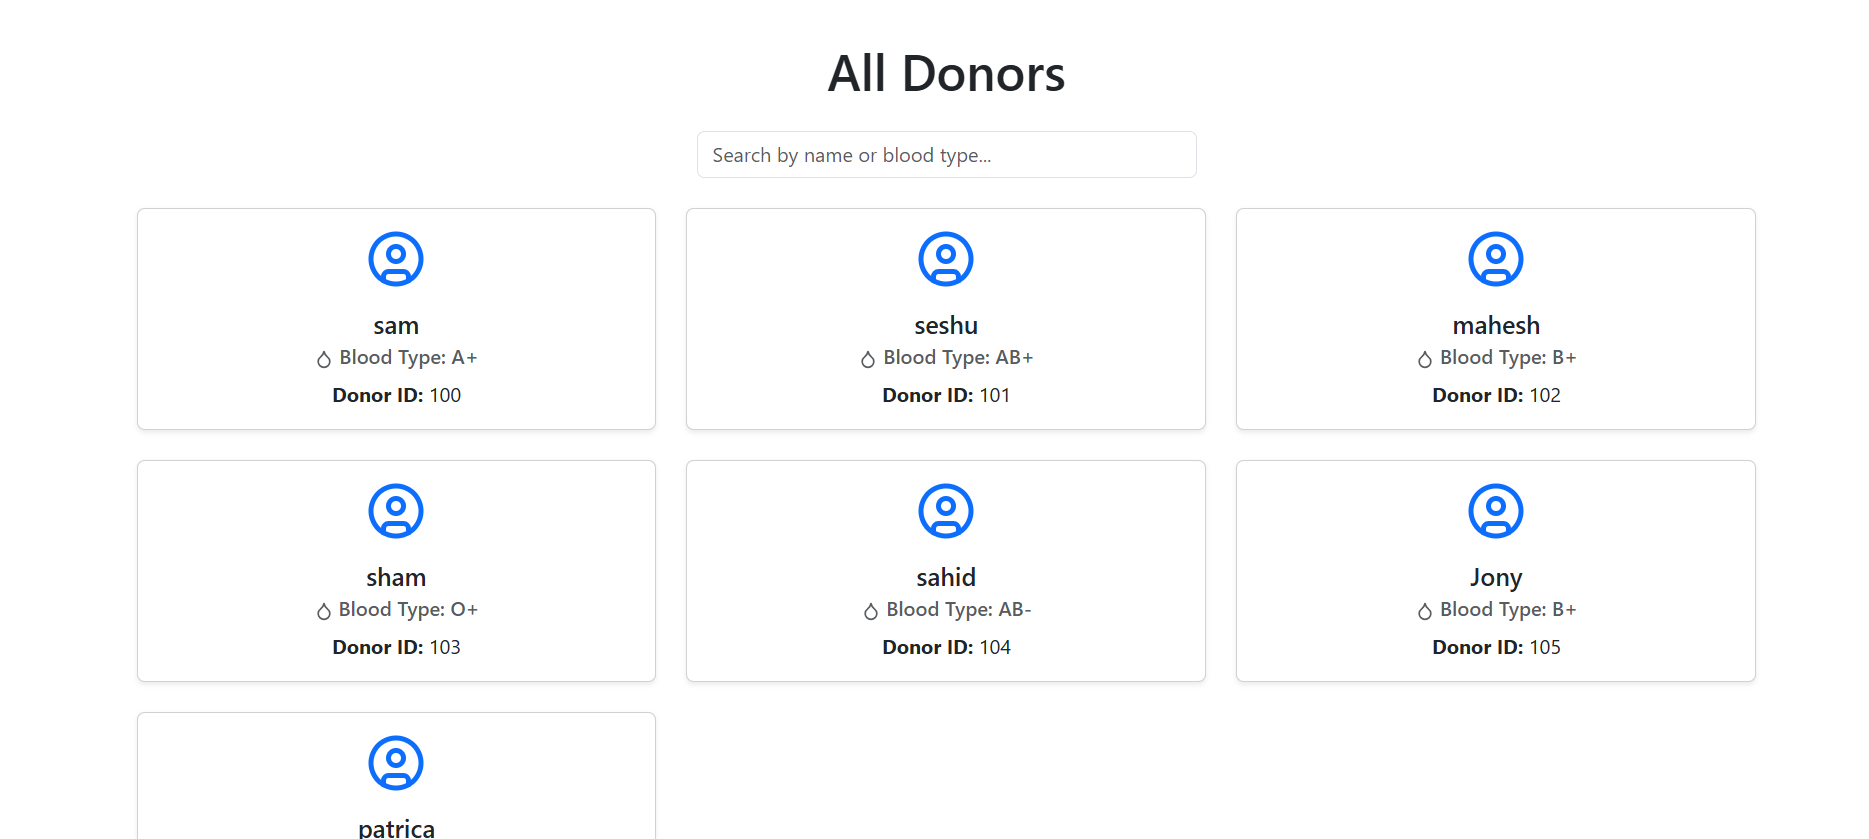 All Donors
Search by name or blood type...
sam
Blood Type: A+
Donor ID: 100
seshu
Blood Type: AB+
Donor ID: 101
mahesh
Blood Type: B+
Donor ID: 102
sham
Blood Type: O+
Donor ID: 103
sahid
Blood Type: AB-
Donor ID: 104
Jony
Blood Type: B+
Donor ID: 105
patrica